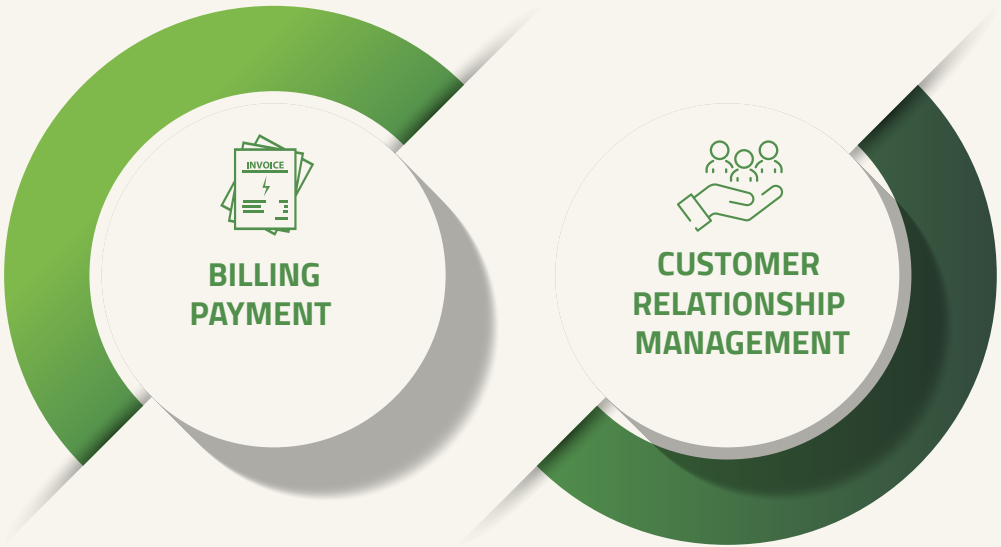 INVOICE
BILLING
PAYMENT
CUSTOMER
RELATIONSHIP
MANAGEMENT